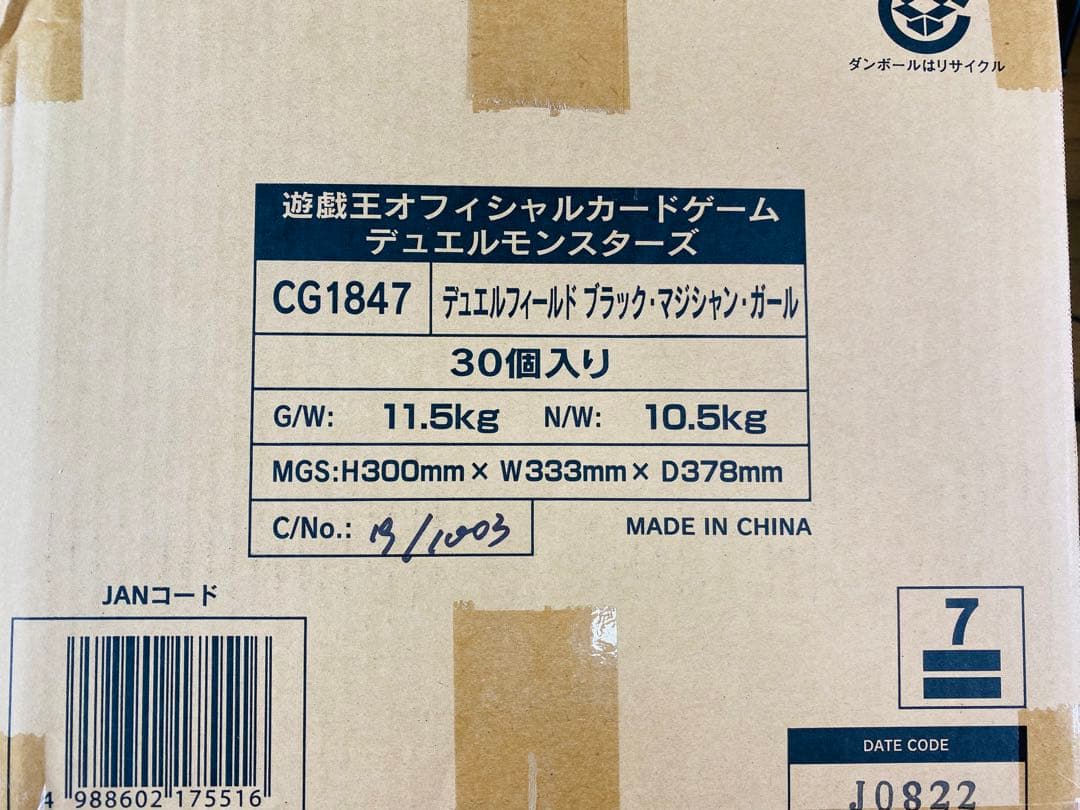 ダンボールはリサイクル
遊戯王オフィシャルカードゲーム
デュエルモンスターズ
CG1847 デュエルフィールド ブラック・マジシャン・ガール
30個入り
G/W: 11.5kg N/W: 10.5kg
MGS:H300mm× W333mm× D378mm
C/No.: /1003
MADE IN CHINA
JANコード
4 988602 175516
7
DATE CODE
J0822